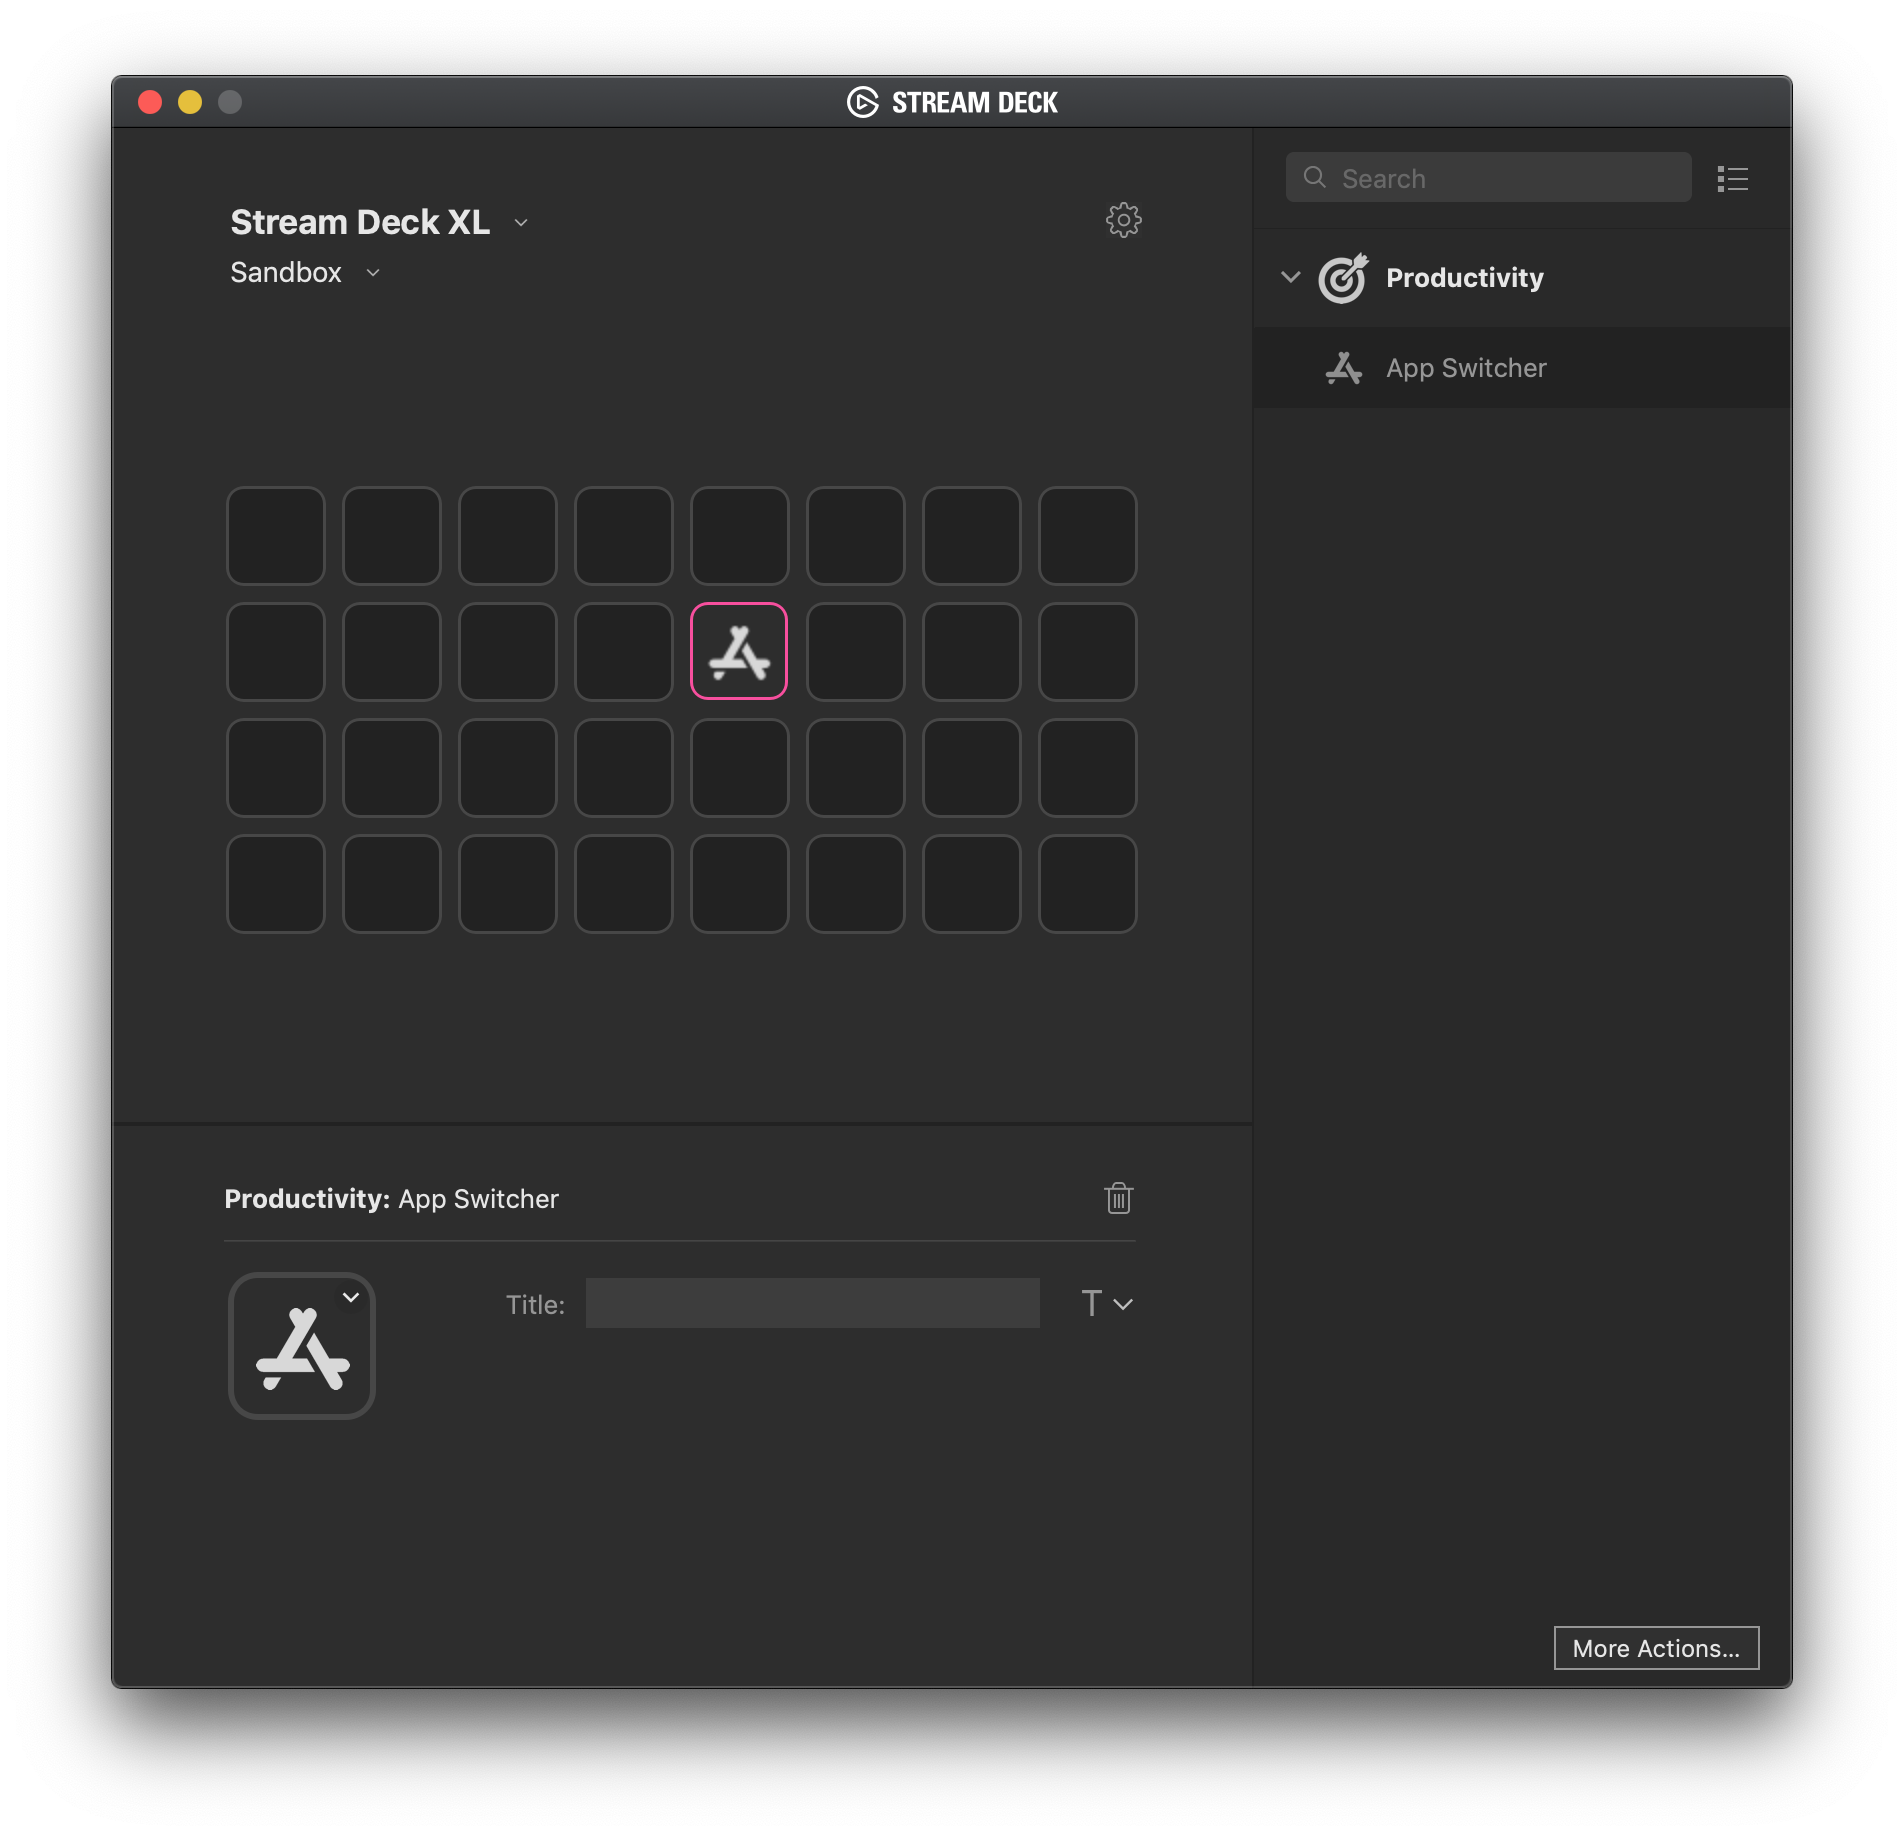 STREAM DECK
Stream Deck XL
Sandbox
Search
Productivity
App Switcher
Productivity: App Switcher
Title:
T
More Actions...